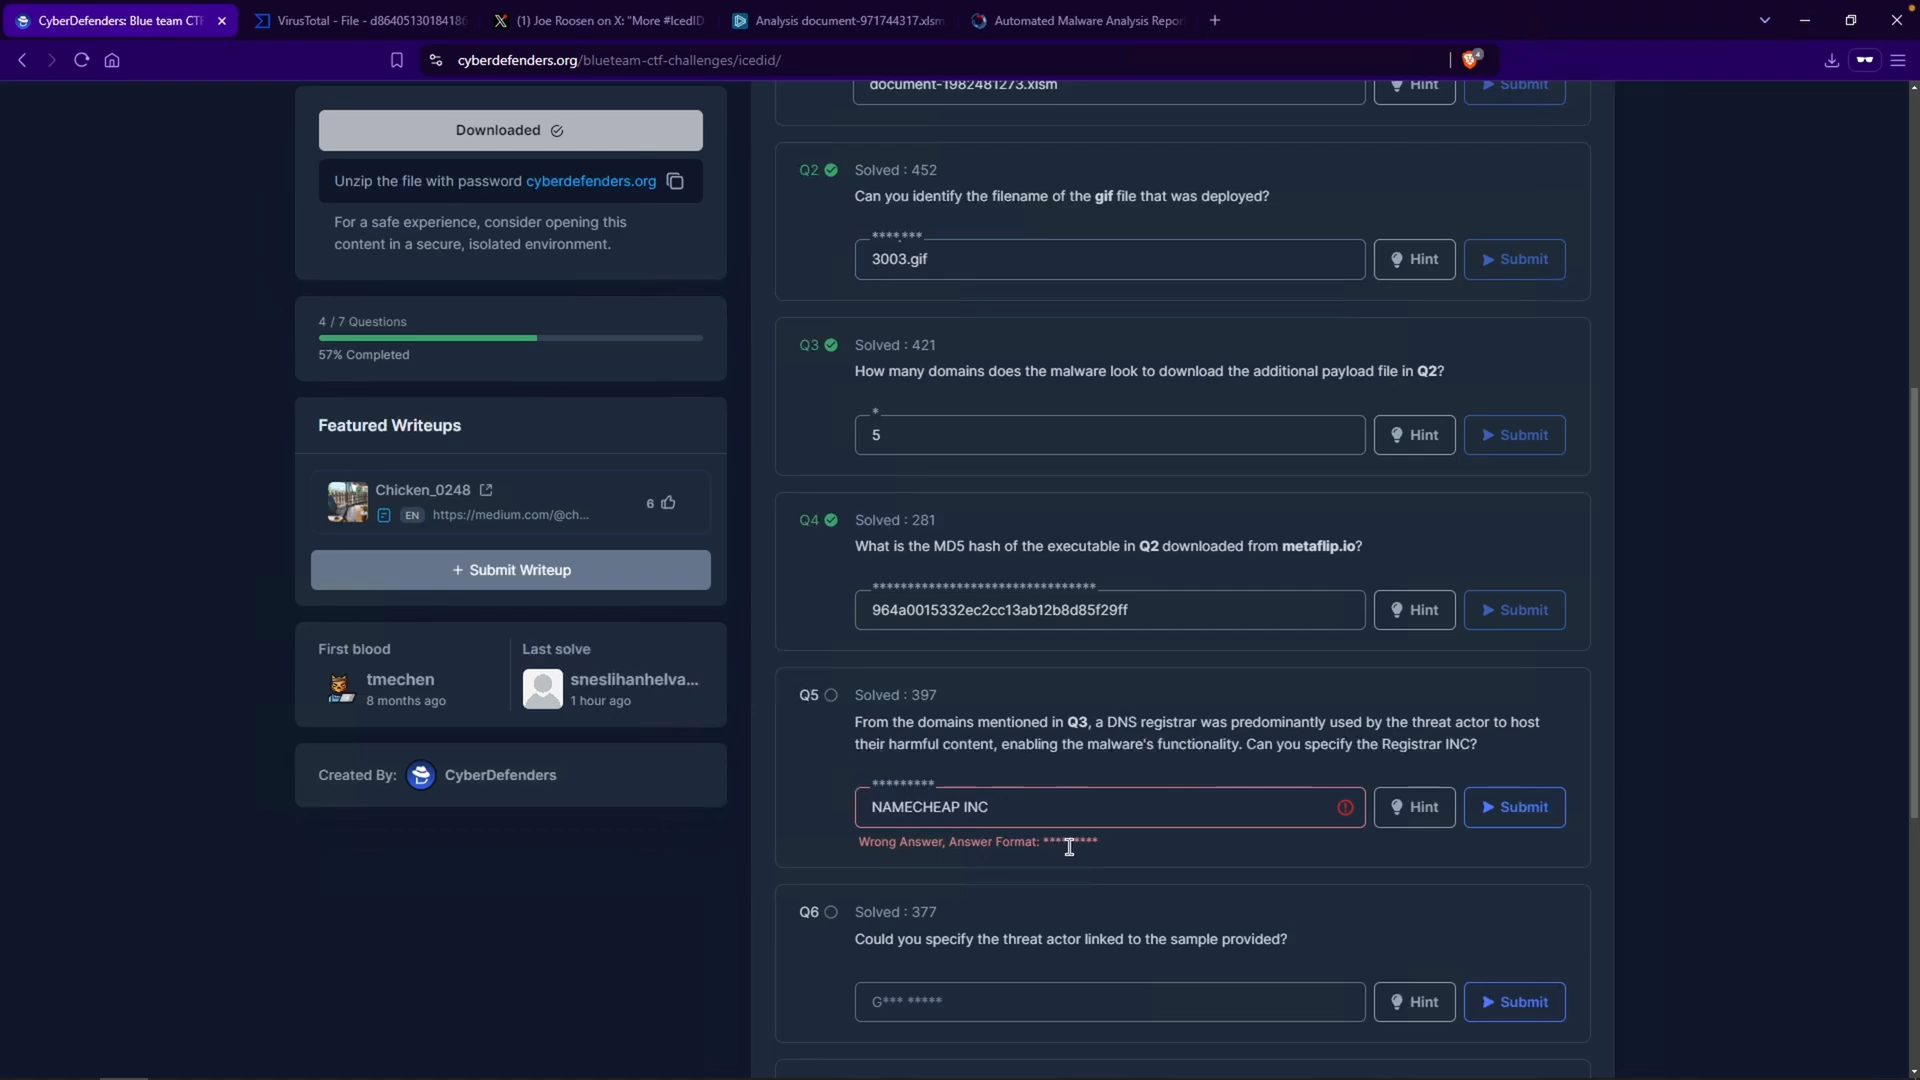 CyberDefenders: Blue team CTF
VirusTotal - File - d86405130184186
(1) Joe Roosen on X: "More #IcedID
Analysis document-971744317.xlsm
Automated Malware Analysis Repor
cyberdefenders.org/blueteam-ctf-challenges/icedid/
4
Downloaded
Unzip the file with password cyberdefenders.org
For a safe experience, consider opening this
content in a secure, isolated environment.
4 / 7 Questions
57% Completed
Featured Writeups
Chicken_0248
EN https://medium.com/@ch...
6
+ Submit Writeup
First blood
tmechen
8 months ago
Last solve
sneslihanhelva...
1 hour ago
Created By: CyberDefenders
document-1982481273.xlsm
Hint
Submit
Q2 Solved : 452
Can you identify the filename of the gif file that was deployed?
****.***
3003.gif
Hint
Submit
Q3 Solved : 421
How many domains does the malware look to download the additional payload file in Q2?
*
5
Hint
Submit
Q4 Solved : 281
What is the MD5 hash of the executable in Q2 downloaded from metaflip.io?
********************************
964a0015332ec2cc13ab12b8d85f29ff
Hint
Submit
Q5 Solved : 397
From the domains mentioned in Q3, a DNS registrar was predominantly used by the threat actor to host
their harmful content, enabling the malware's functionality. Can you specify the Registrar INC?
*********
NAMECHEAP INC
Hint
Submit
Wrong Answer, Answer Format: *********
Q6 Solved : 377
Could you specify the threat actor linked to the sample provided?
G*** *****
Hint
Submit